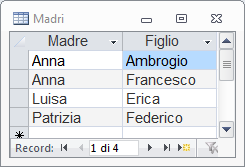 Madri
Madre Figlio
Anna Ambrogio
Anna Francesco
Luisa Erica
Patrizia Federico
Record: 1 di 4